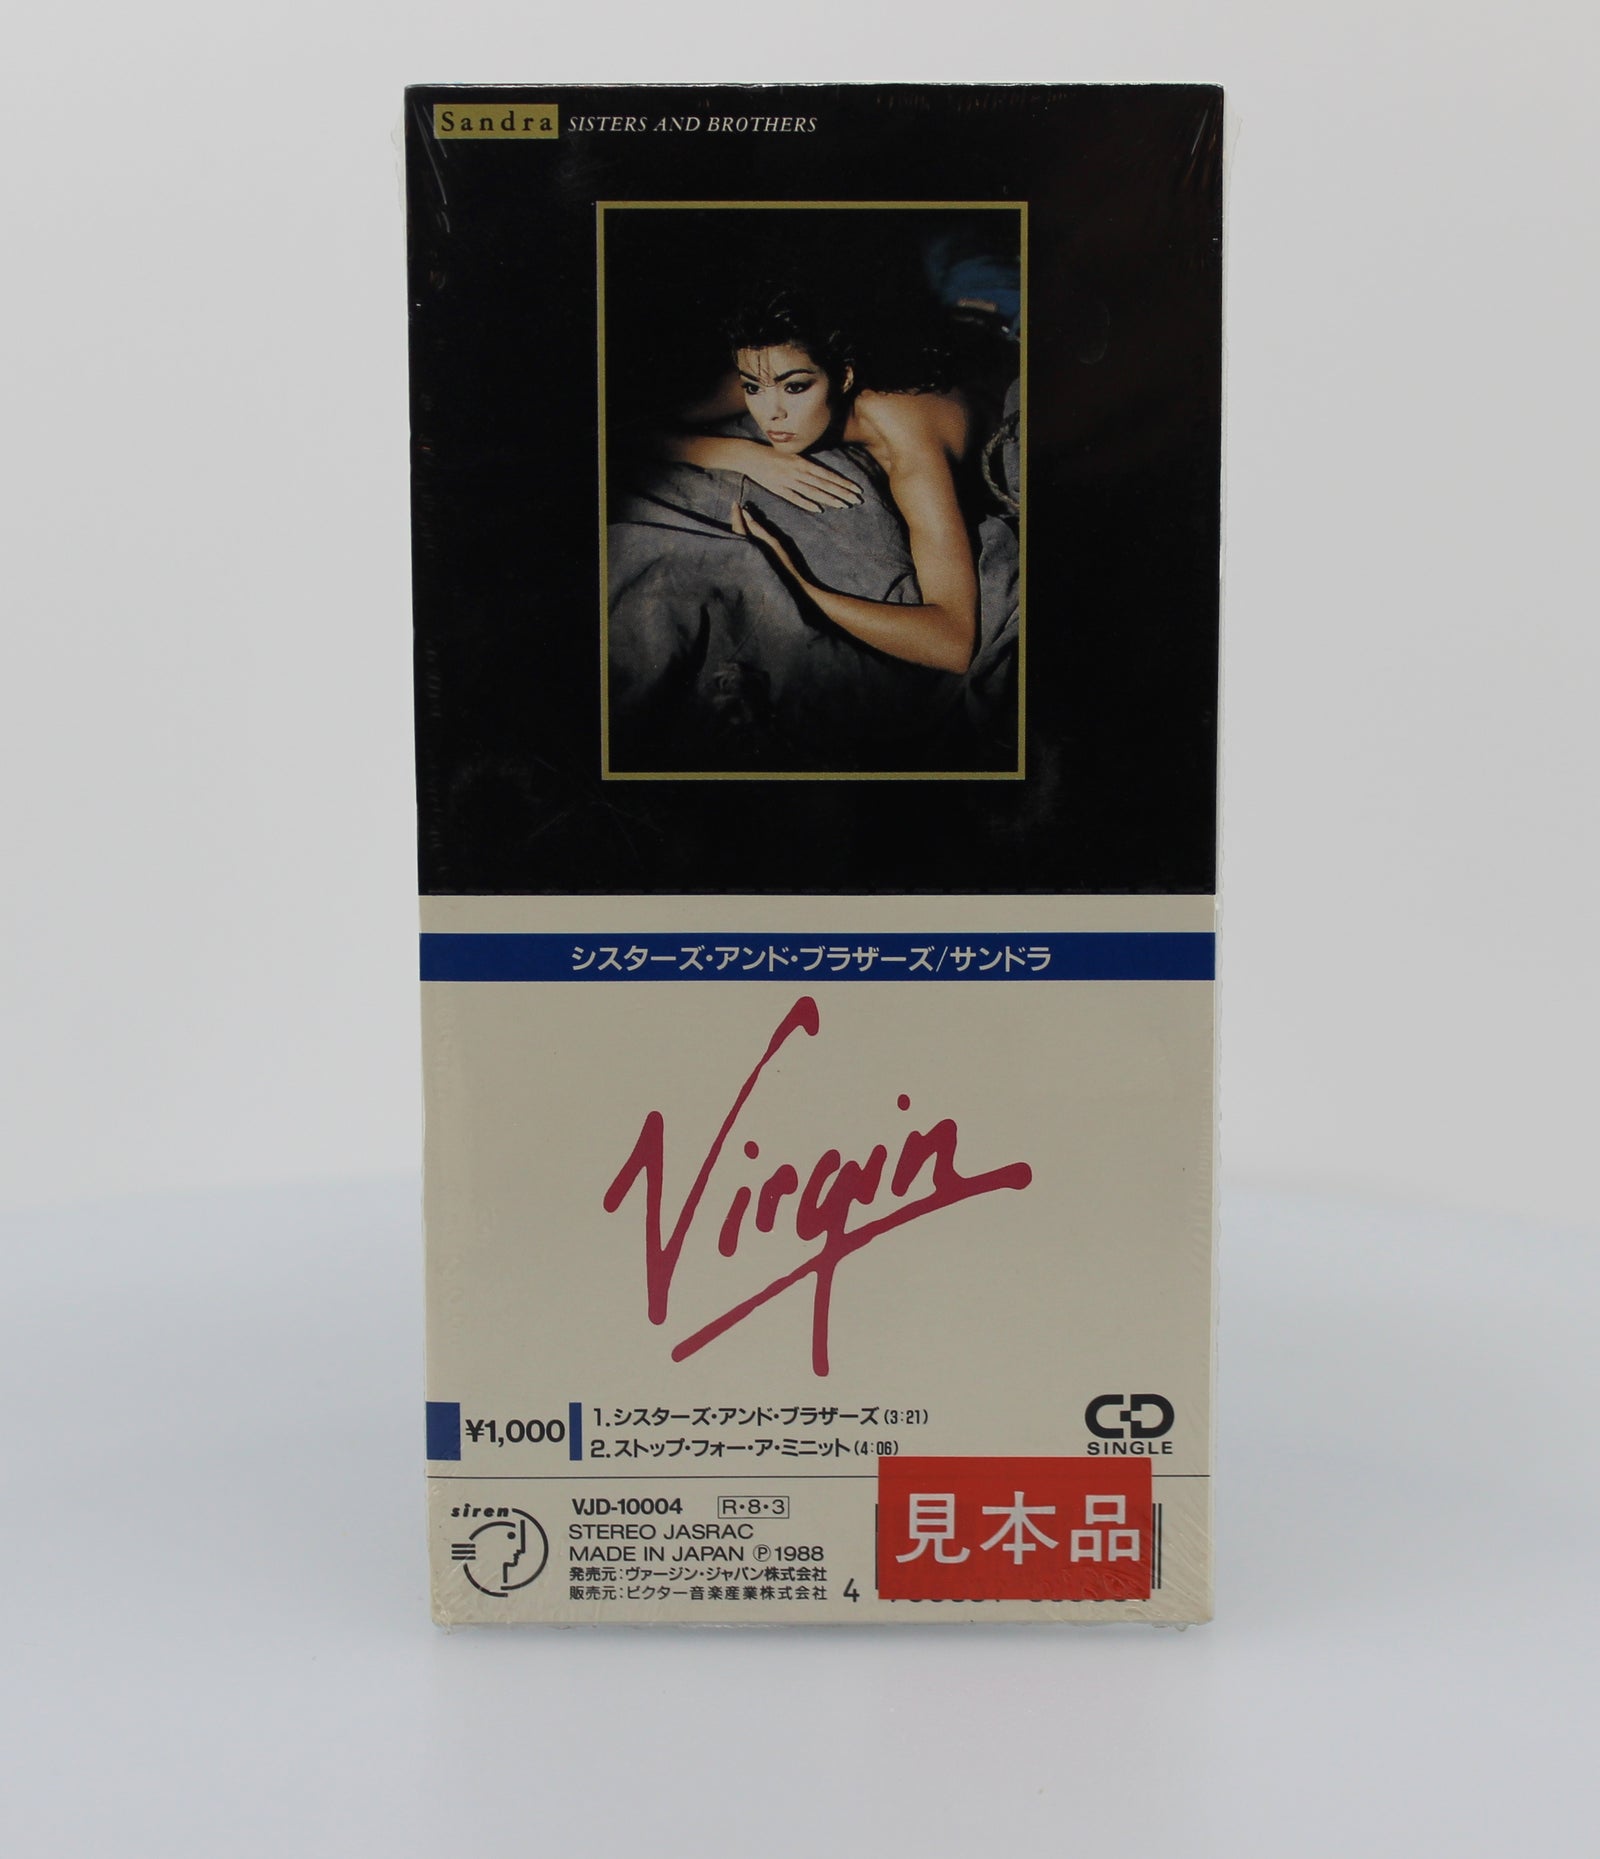 Sandra SISTERS AND BROTHERS
シスターズ・アンド・ブラザーズ/サンドラ
Virgin
¥1,000
1.シスターズ・アンド・ブラザーズ(3:21)
2.ストップ・フォー・ア・ミニット(4:06)
CD
SINGLE
siren
VJD-10004 R・8・3
STEREO JASRAC
MADE IN JAPAN Ⓟ1988
発売元:ヴァージン・ジャパン株式会社
販売元:ビクター音楽産業株式会社
4
見本品